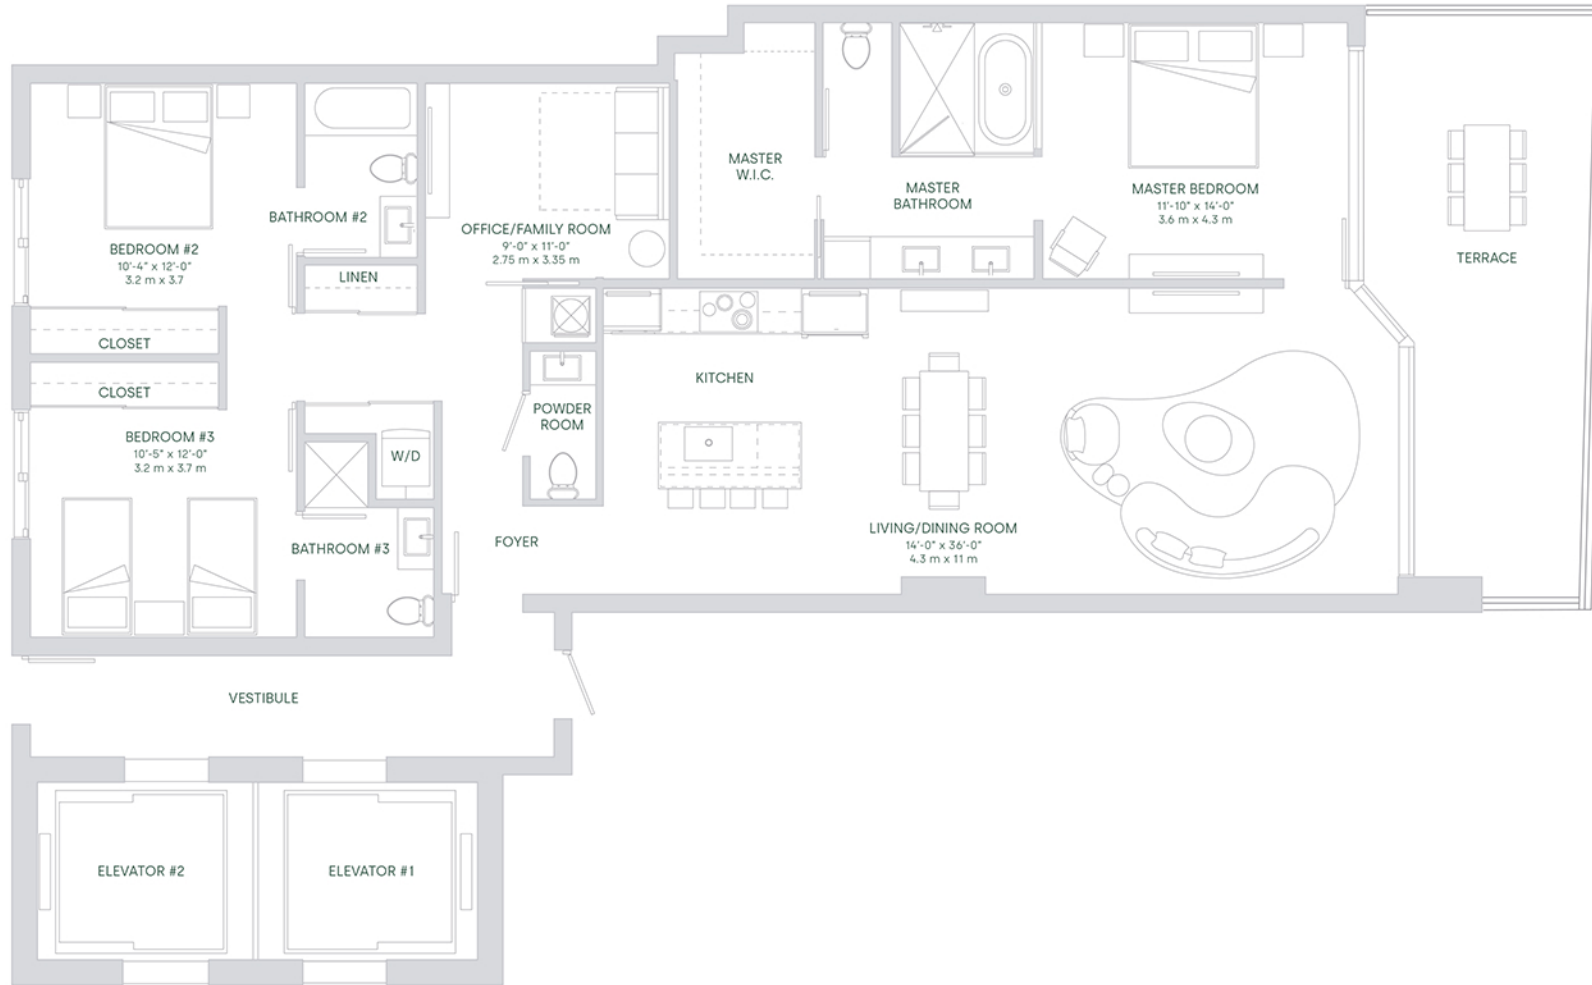 MASTER
W.I.C.
MASTER
BATHROOM
MASTER BEDROOM
11'-10" x 14'-0"
3.6 m x 4.3 m
TERRACE
BATHROOM #2
OFFICE/FAMILY ROOM
9'-0" x 11'-0"
2.75 m x 3.35 m
BEDROOM #2
10'-4" x 12'-0"
3.2 m x 3.7
LINEN
CLOSET
CLOSET
KITCHEN
POWDER
ROOM
BEDROOM #3
10'-5" x 12'-0"
3.2 m x 3.7 m
W/D
BATHROOM #3
FOYER
LIVING/DINING ROOM
14'-0" x 36'-0"
4.3 m x 11 m
VESTIBULE
ELEVATOR #2
ELEVATOR #1